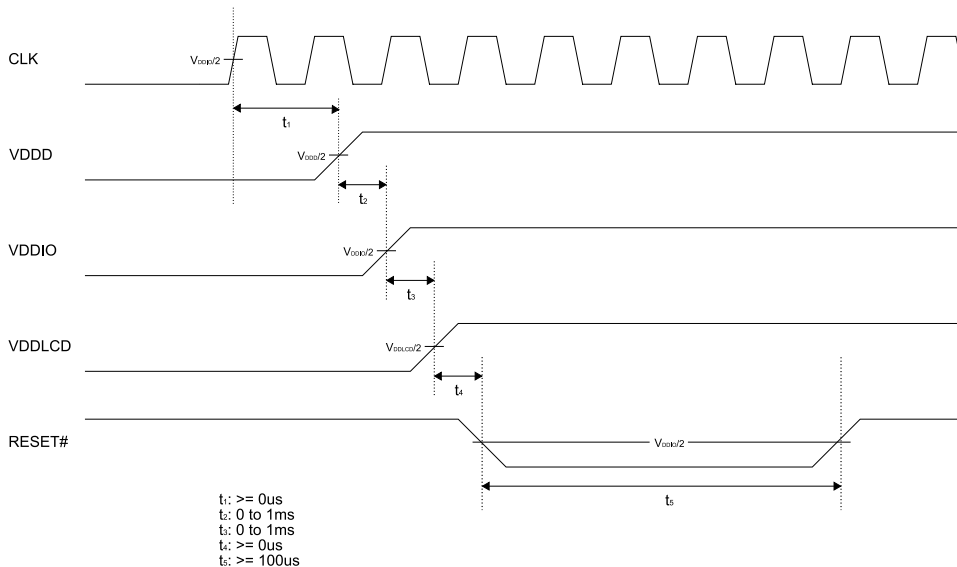 CLK
VDDIO/2
t1
VDDD
VDDD/2
t2
VDDIO
VDDIO/2
t3
VDDLCD
VDDLCD/2
t4
RESET#
VDDIO/2
t5
t1: >= 0us
t2: 0 to 1ms
t3: 0 to 1ms
t4: >= 0us
t5: >= 100us